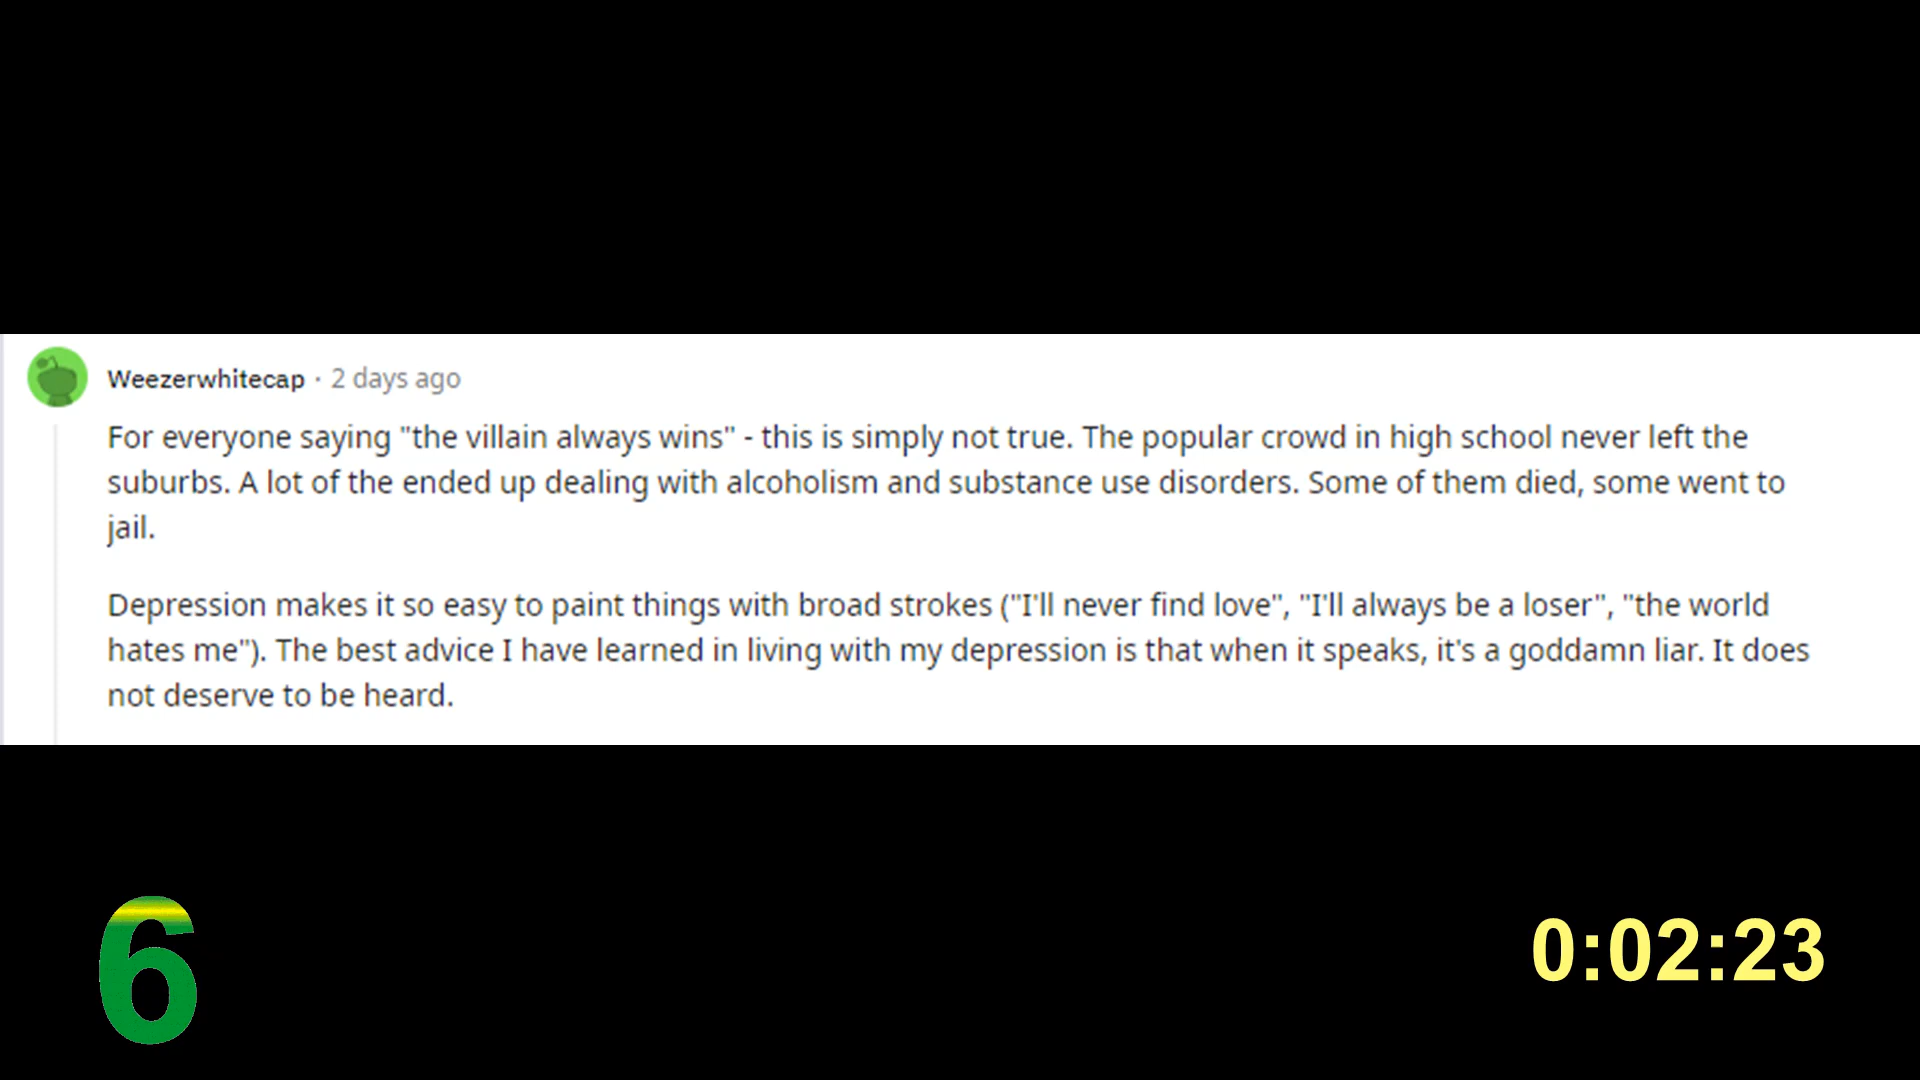 Weezerwhitecap · 2 days ago
For everyone saying "the villain always wins" - this is simply not true. The popular crowd in high school never left the
suburbs. A lot of the ended up dealing with alcoholism and substance use disorders. Some of them died, some went to
jail.
Depression makes it so easy to paint things with broad strokes ("I'll never find love", "I'll always be a loser", "the world
hates me"). The best advice I have learned in living with my depression is that when it speaks, it's a goddamn liar. It does
not deserve to be heard.
6
0:02:23